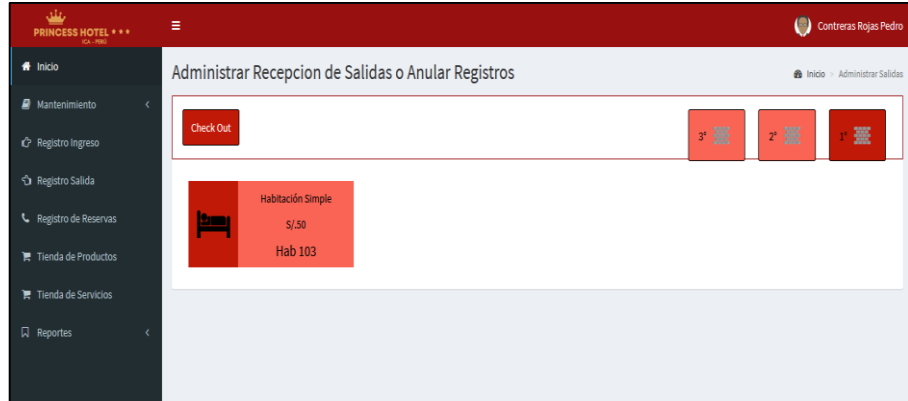 PRINCESS HOTEL ★ ★ ★
ICA - PERÚ
Contreras Rojas Pedro
Inicio
Mantenimiento
Registro Ingreso
Registro Salida
Registro de Reservas
Tienda de Productos
Tienda de Servicios
Reportes
Administrar Recepcion de Salidas o Anular Registros
Inicio > Administrar Salidas
Check Out
3°
2°
1°
Habitación Simple
S/.50
Hab 103